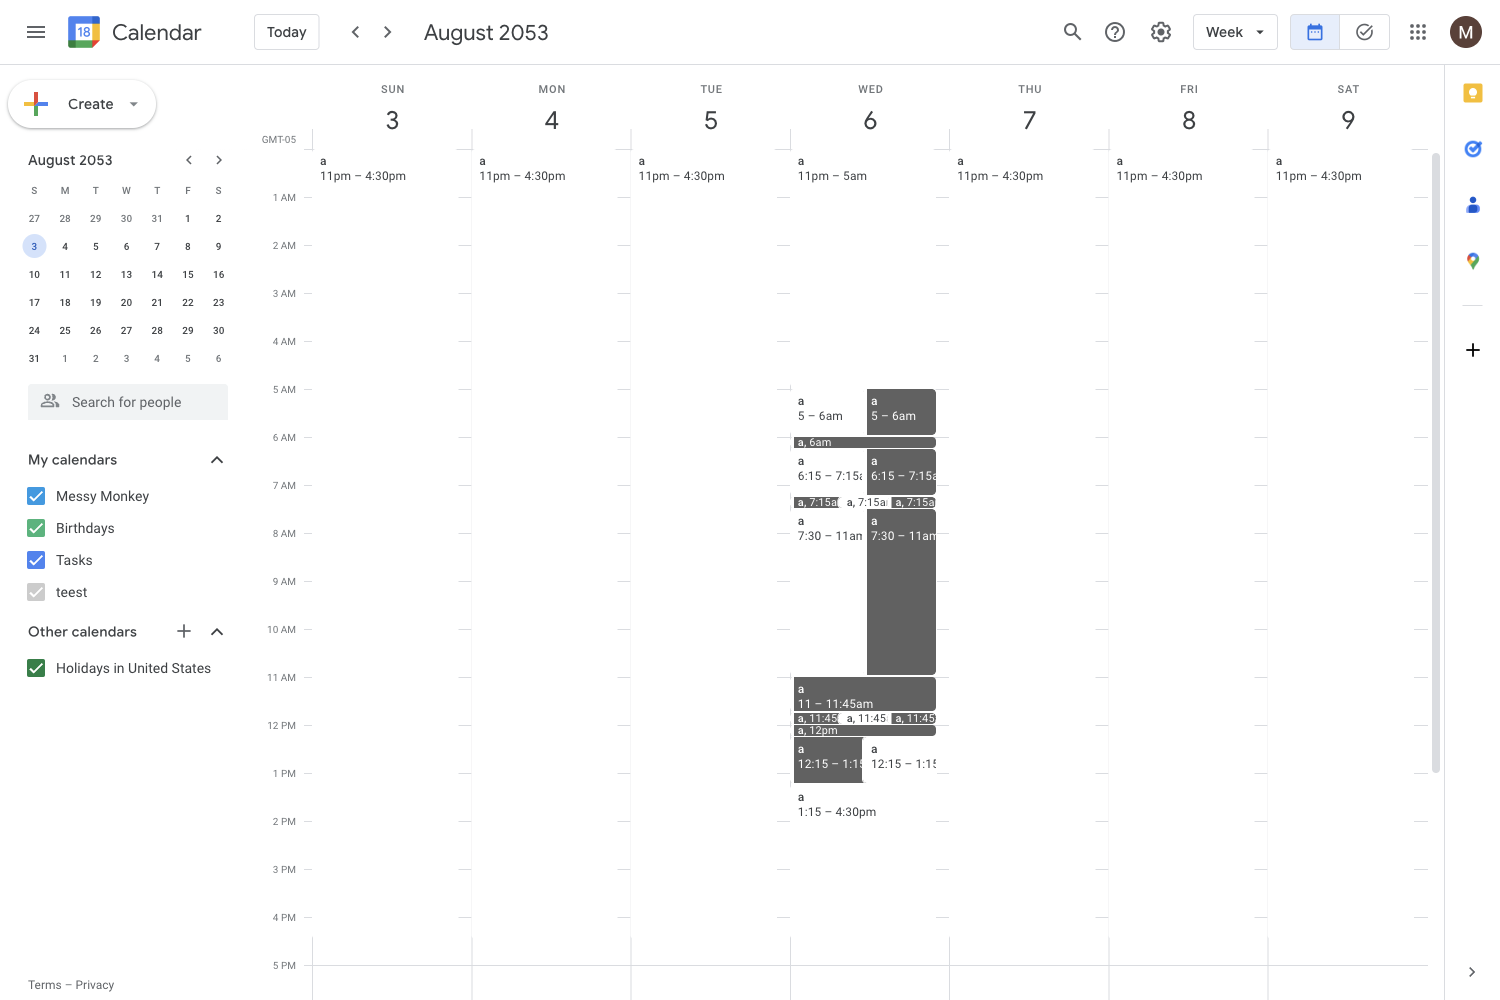 18
Calendar
Today
August 2053
Week
M
Create
August 2053
S M T W T F S
27 28 29 30 31 1 2
3 4 5 6 7 8 9
10 11 12 13 14 15 16
17 18 19 20 21 22 23
24 25 26 27 28 29 30
31 1 2 3 4 5 6
Search for people
My calendars
Messy Monkey
Birthdays
Tasks
teest
Other calendars
Holidays in United States
Terms – Privacy
SUN MON TUE WED THU FRI SAT
3 4 5 6 7 8 9
GMT-05
a a a a a a a
11pm – 4:30pm 11pm – 4:30pm 11pm – 4:30pm 11pm – 5am 11pm – 4:30pm 11pm – 4:30pm 11pm – 4:30pm
1 AM
2 AM
3 AM
4 AM
5 AM
a a
5 – 6am 5 – 6am
6 AM
a, 6am
a a
6:15 – 7:15a 6:15 – 7:15a
7 AM
a, 7:15a a, 7:15a a, 7:15a
a a
8 AM
7:30 – 11am 7:30 – 11am
9 AM
10 AM
11 AM
a
11 – 11:45am
a, 11:45 a, 11:45 a, 11:45
12 PM
a, 12pm
a a
12:15 – 1:15 12:15 – 1:15
1 PM
a
1:15 – 4:30pm
2 PM
3 PM
4 PM
5 PM